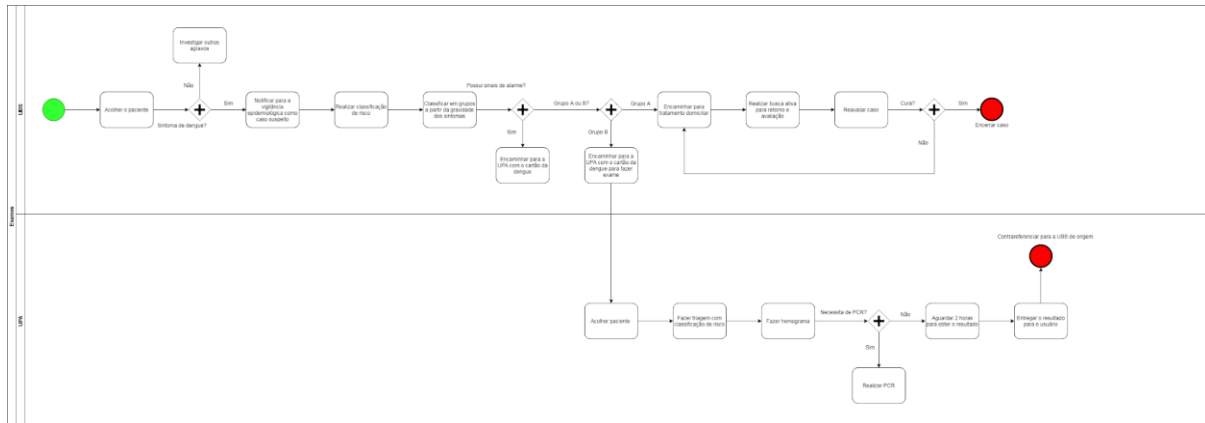 Exames
UBS
Acolher o paciente
Sintoma de dengue?
Não
Investigar outros
agravos
Sim
Notificar para a
vigilância
epidemiológica como
caso suspeito
Realizar classificação
de risco
Classificar em grupos
a partir da gravidade
dos sintomas
Possui sinais de alarme?
Sim
Encaminhar para a
UPA com o cartão da
dengue
Grupo A ou B?
Grupo B
Encaminhar para a
UPA com o cartão da
dengue para fazer
exame
Grupo A
Encaminhar para
tratamento domiciliar
Realizar busca ativa
para retorno e
avaliação
Reavaliar caso
Cura?
Não
Sim
Encerrar caso
UPA
Acolher paciente
Fazer triagem com
classificação de risco
Fazer hemograma
Necessita de PCR?
Sim
Realizar PCR
Não
Aguardar 2 horas
para obter o resultado
Entregar o resultado
para o usuário
Contrarreferenciar para a UBS de origem